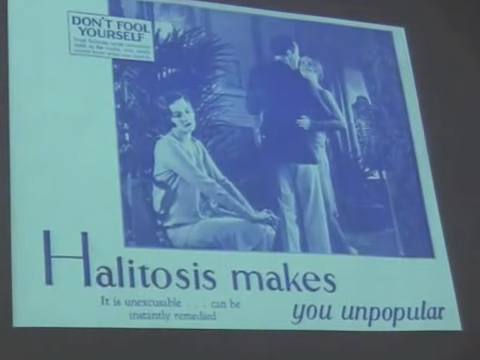 DON'T FOOL
YOURSELF
Halitosis makes
you unpopular
It is unexcusable . . . can be
instantly remedied